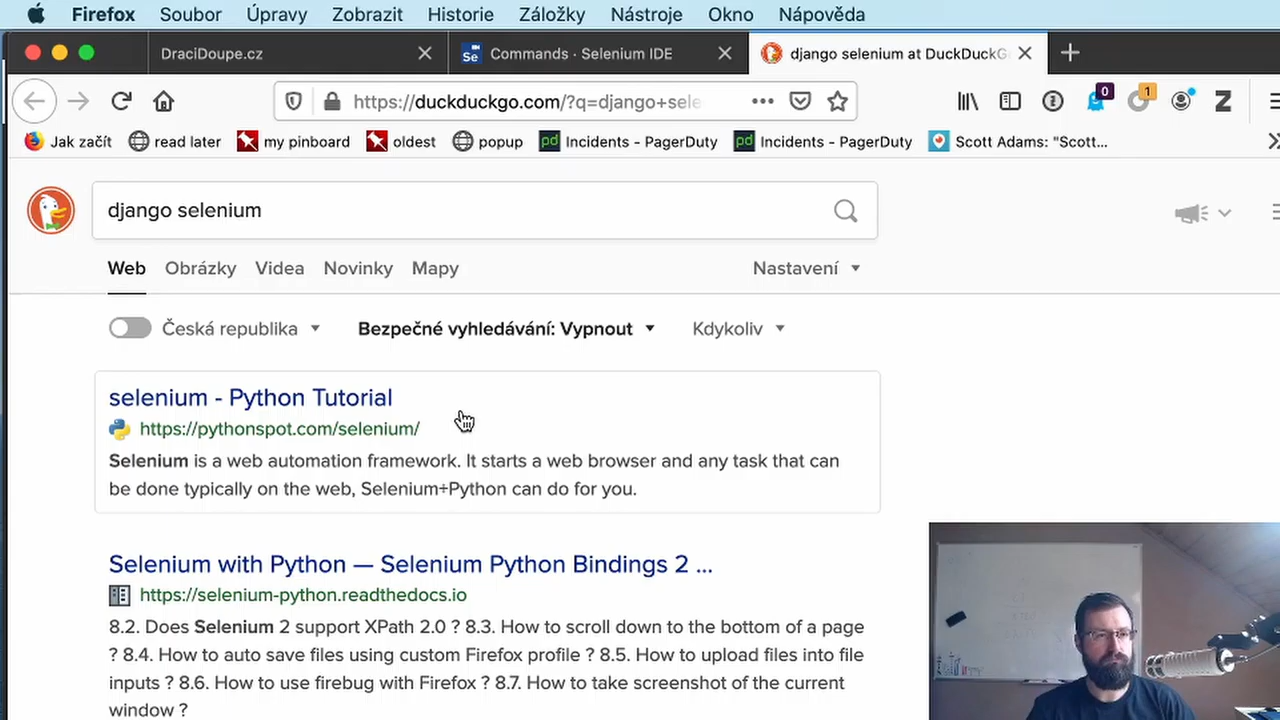 Firefox Soubor Úpravy Zobrazit Historie Záložky Nástroje Okno Nápověda
DraciDoupe.cz
Se Commands · Selenium IDE
django selenium at DuckDuckG
https://duckduckgo.com/?q=django+sele
0
1
Z
Jak začít read later my pinboard oldest popup pd Incidents - PagerDuty pd Incidents - PagerDuty Scott Adams: "Scott...
django selenium
Web Obrázky Videa Novinky Mapy Nastavení
Česká republika Bezpečné vyhledávání: Vypnout Kdykoliv
selenium - Python Tutorial
https://pythonspot.com/selenium/
Selenium is a web automation framework. It starts a web browser and any task that can
be done typically on the web, Selenium+Python can do for you.
Selenium with Python — Selenium Python Bindings 2 ...
https://selenium-python.readthedocs.io
8.2. Does Selenium 2 support XPath 2.0 ? 8.3. How to scroll down to the bottom of a page
? 8.4. How to auto save files using custom Firefox profile ? 8.5. How to upload files into file
inputs ? 8.6. How to use firebug with Firefox ? 8.7. How to take screenshot of the current
window ?